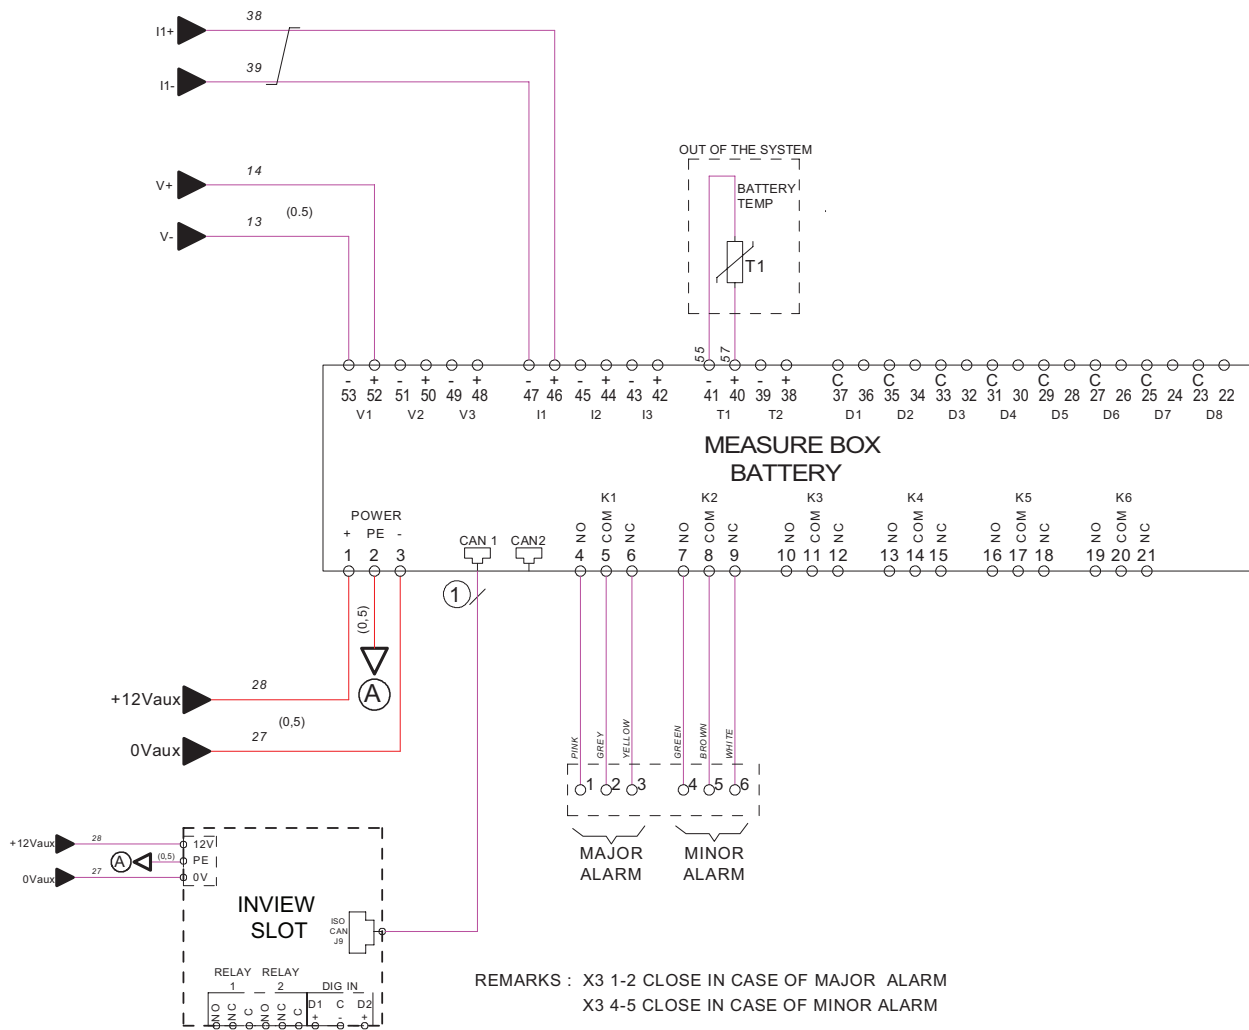 I1+ 38
I1- 39
V+ 14
(0.5)
V- 13
OUT OF THE SYSTEM
BATTERY
TEMP
T1
55 57
- + - + - + - + - + - + - + - + C C C C C C C C
53 52 51 50 49 48 47 46 45 44 43 42 41 40 39 38 37 36 35 34 33 32 31 30 29 28 27 26 25 24 23 22
V1 V2 V3 I1 I2 I3 T1 T2 D1 D2 D3 D4 D5 D6 D7 D8
MEASURE BOX
BATTERY
K1 K2 K3 K4 K5 K6
POWER
+ PE -
CAN 1 CAN2
NO COM NC NO COM NC NO COM NC NO COM NC NO COM NC NO COM NC
1 2 3 4 5 6 7 8 9 10 11 12 13 14 15 16 17 18 19 20 21
1
(0,5)
A
+12Vaux 28
(0,5)
0Vaux 27
PINK GREY YELLOW GREEN BROWN WHITE
1 2 3 4 5 6
MAJOR
ALARM
MINOR
ALARM
+12Vaux 28 12V
A (0,5) PE
0Vaux 27 0V
INVIEW
SLOT
ISO
CAN
J9
RELAY RELAY
1 2 DIG IN
NO NC C NO NC C D1 C D2
+ - +
REMARKS : X3 1-2 CLOSE IN CASE OF MAJOR ALARM
X3 4-5 CLOSE IN CASE OF MINOR ALARM